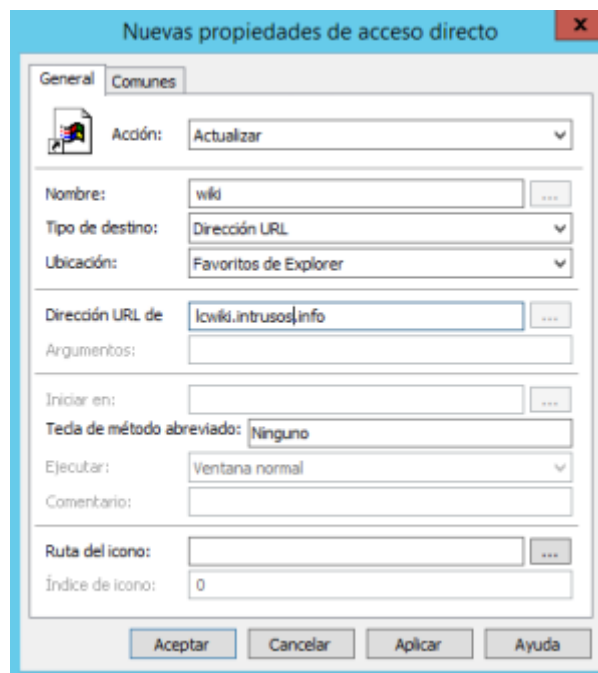 Nuevas propiedades de acceso directo
x
General Comunes
Acción: Actualizar
Nombre: wiki ...
Tipo de destino: Dirección URL
Ubicación: Favoritos de Explorer
Dirección URL de lcwiki.intrusos.info ...
Argumentos:
Iniciar en: ...
Tecla de método abreviado: Ninguno
Ejecutar: Ventana normal
Comentario:
Ruta del icono: ...
Índice de icono: 0
Aceptar Cancelar Aplicar Ayuda